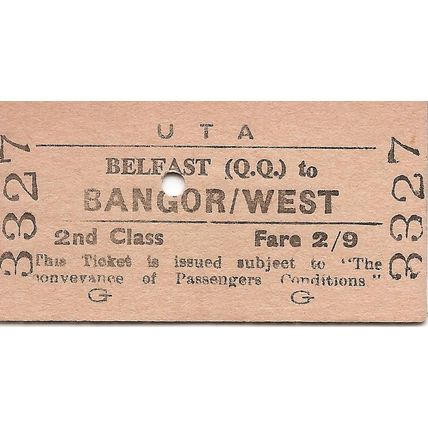 UTA
BELFAST (Q.Q.) to
BANGOR/WEST
2nd Class Fare 2/9
This Ticket is issued subject to "The
conveyance of Passengers Conditions"
G G
3327
3327